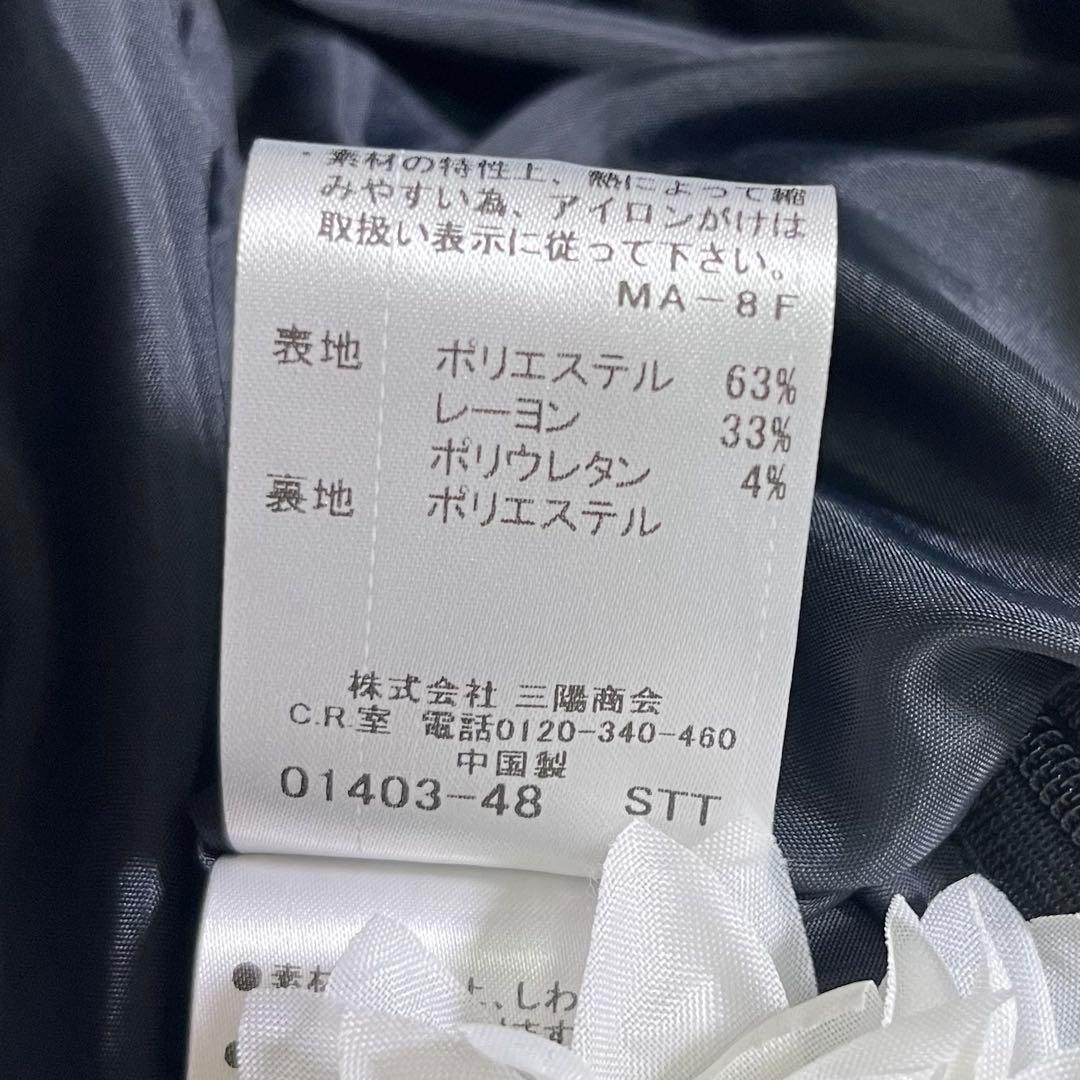 素材の特性上、熱によって縮
みやすい為、アイロンがけは
取扱い表示に従って下さい。
MA-8F
表地 ポリエステル 63%
レーヨン 33%
ポリウレタン 4%
裏地 ポリエステル
株式会社 三陽商会
C.R.室 電話0120-340-460
中国製
01403-48 STT
●素材 、しわ